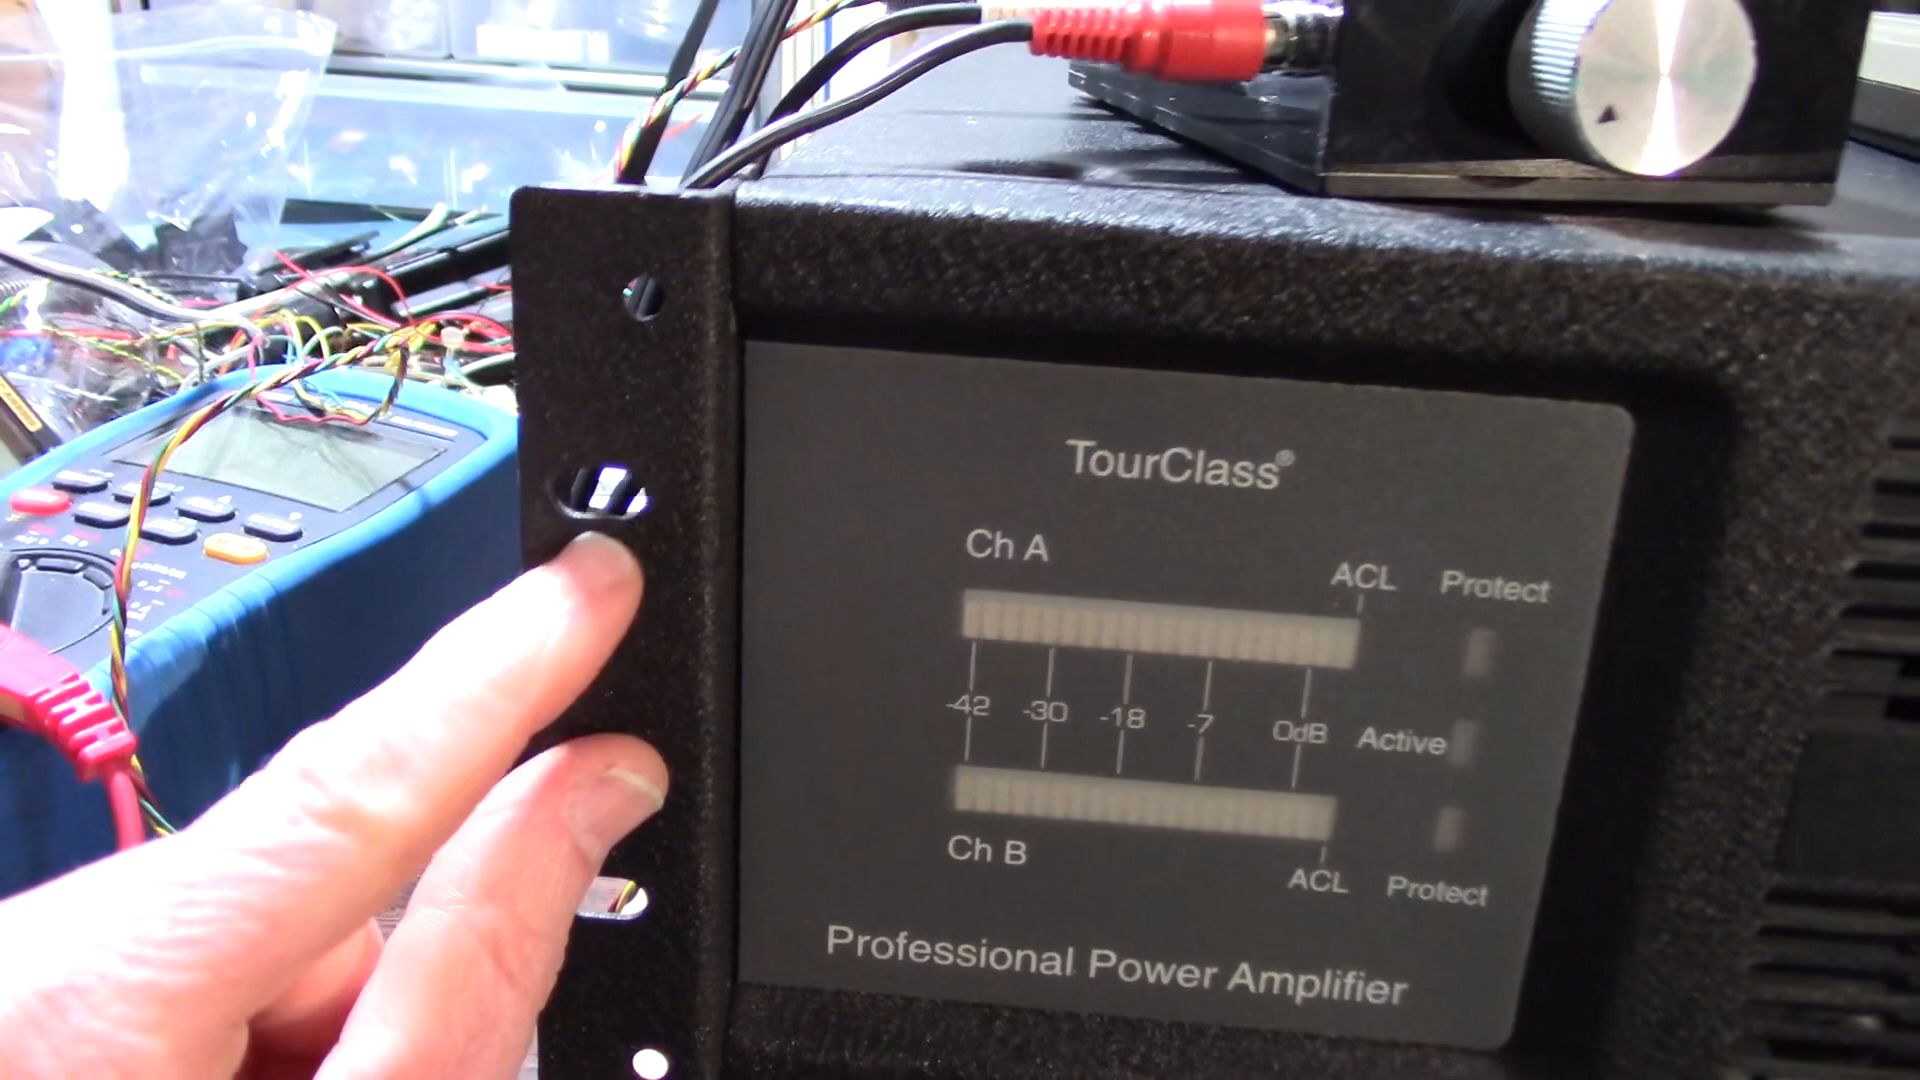 TourClass®
Ch A
ACL Protect
-42 -30 -18 -7 0dB Active
Ch B
ACL Protect
Professional Power Amplifier